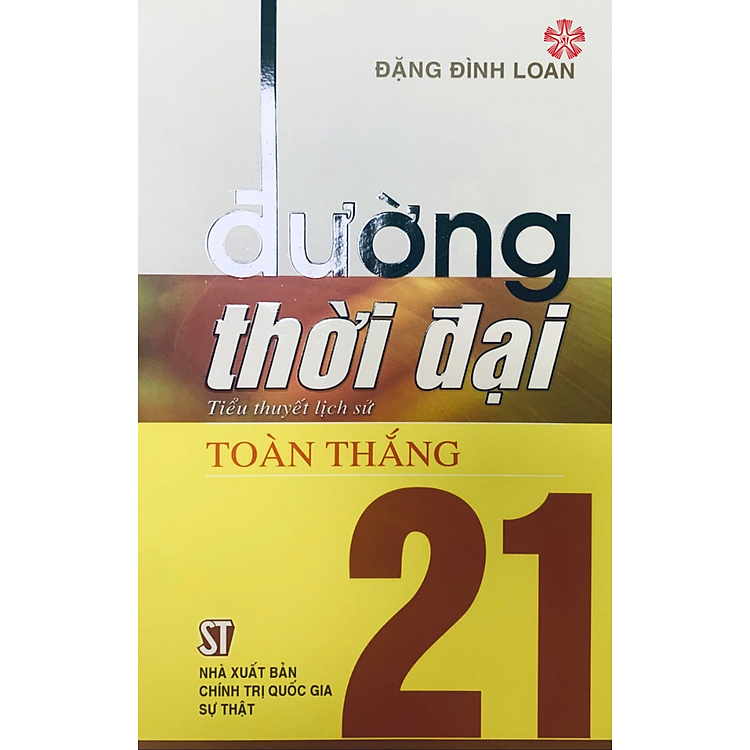 ST
ĐẶNG ĐÌNH LOAN
đường
thời đại
Tiểu thuyết lịch sử
TOÀN THẮNG
21
ST
NHÀ XUẤT BẢN
CHÍNH TRỊ QUỐC GIA
SỰ THẬT